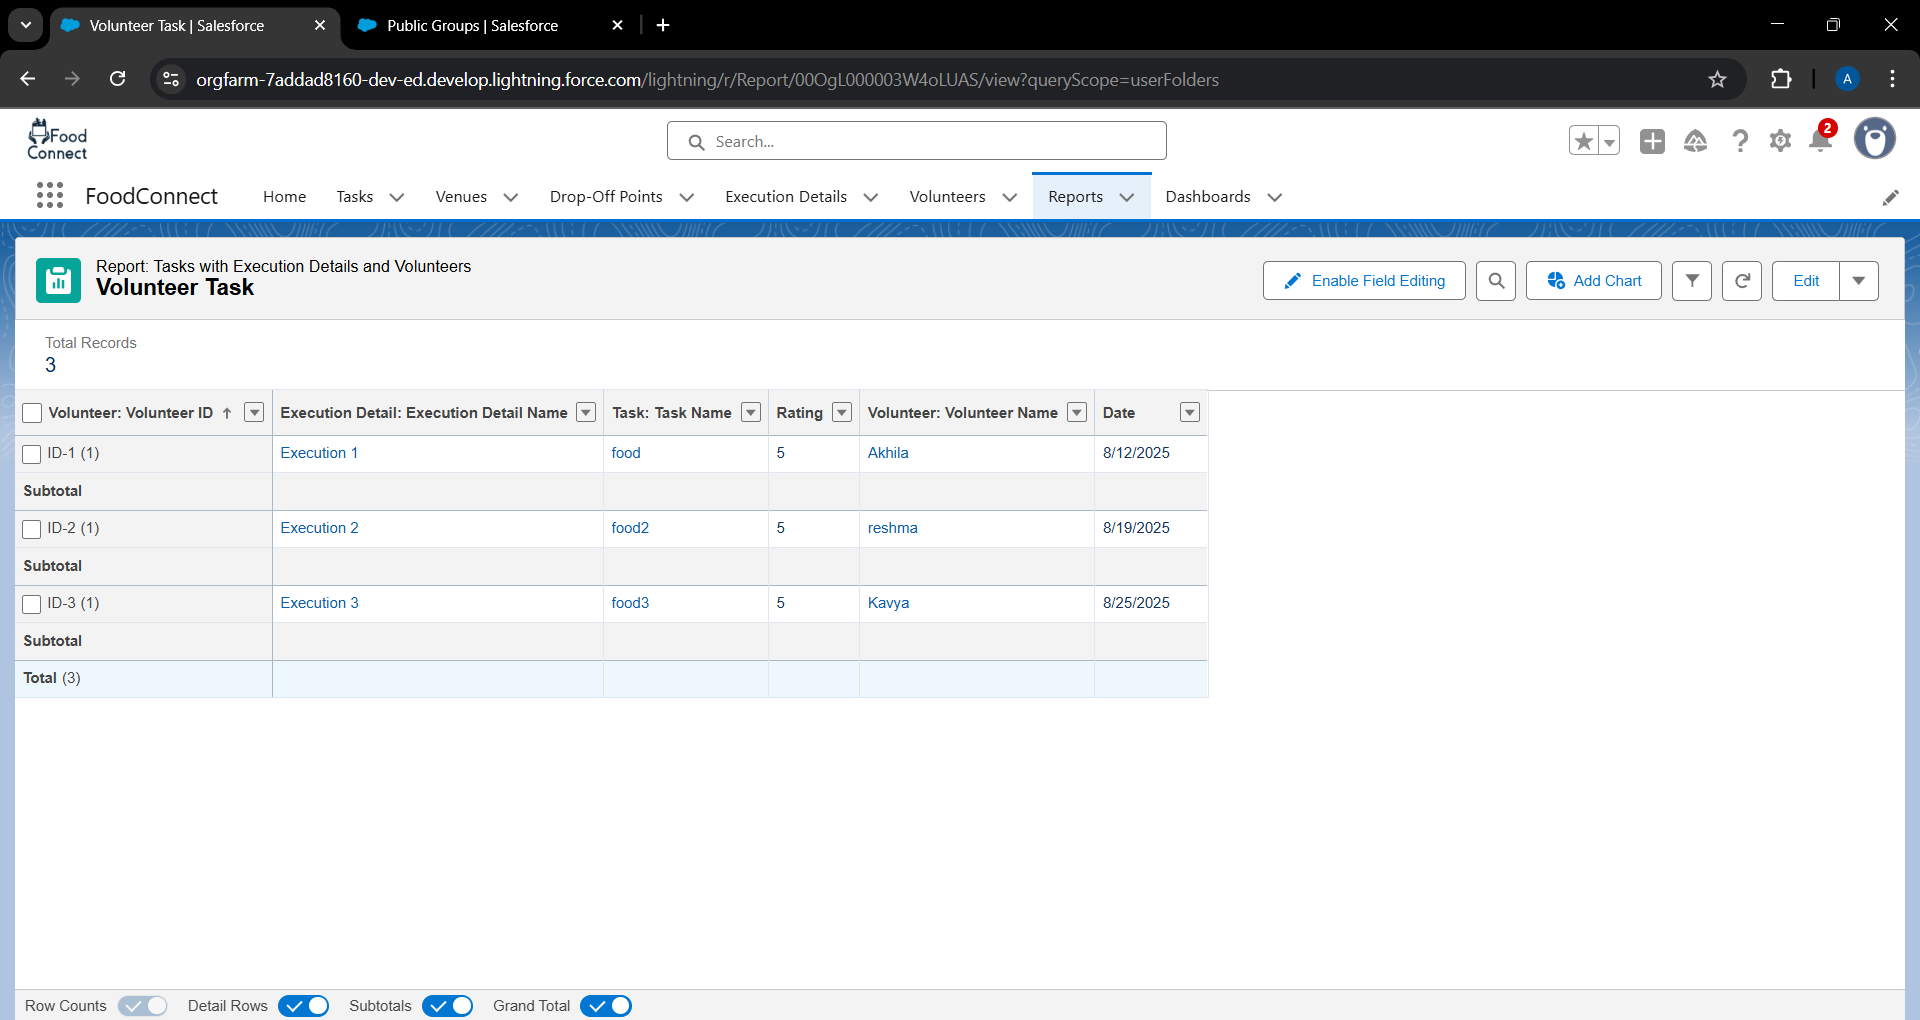 Volunteer Task | Salesforce
Public Groups | Salesforce
orgfarm-7addad8160-dev-ed.develop.lightning.force.com/lightning/r/Report/00OgL000003W4oLUAS/view?queryScope=userFolders
A
Food
Connect
Search...
2
FoodConnect Home Tasks Venues Drop-Off Points Execution Details Volunteers Reports Dashboards
Report: Tasks with Execution Details and Volunteers
Volunteer Task
Enable Field Editing Add Chart Edit
Total Records
3
Volunteer: Volunteer ID ↑ Execution Detail: Execution Detail Name Task: Task Name Rating Volunteer: Volunteer Name Date
ID-1 (1) Execution 1 food 5 Akhila 8/12/2025
Subtotal
ID-2 (1) Execution 2 food2 5 reshma 8/19/2025
Subtotal
ID-3 (1) Execution 3 food3 5 Kavya 8/25/2025
Subtotal
Total (3)
Row Counts Detail Rows Subtotals Grand Total